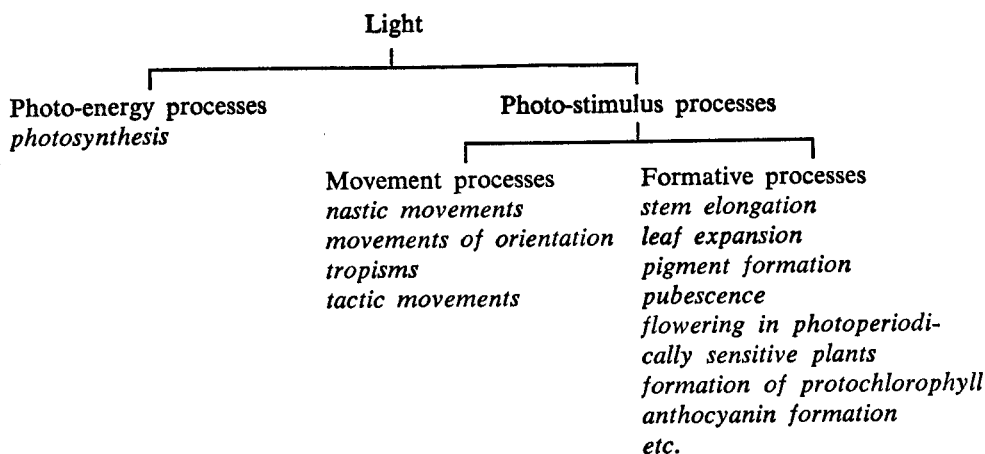 Light
Photo-energy processes
photosynthesis
Photo-stimulus processes
Movement processes
nastic movements
movements of orientation
tropisms
tactic movements
Formative processes
stem elongation
leaf expansion
pigment formation
pubescence
flowering in photoperiodi-
cally sensitive plants
formation of protochlorophyll
anthocyanin formation
etc.